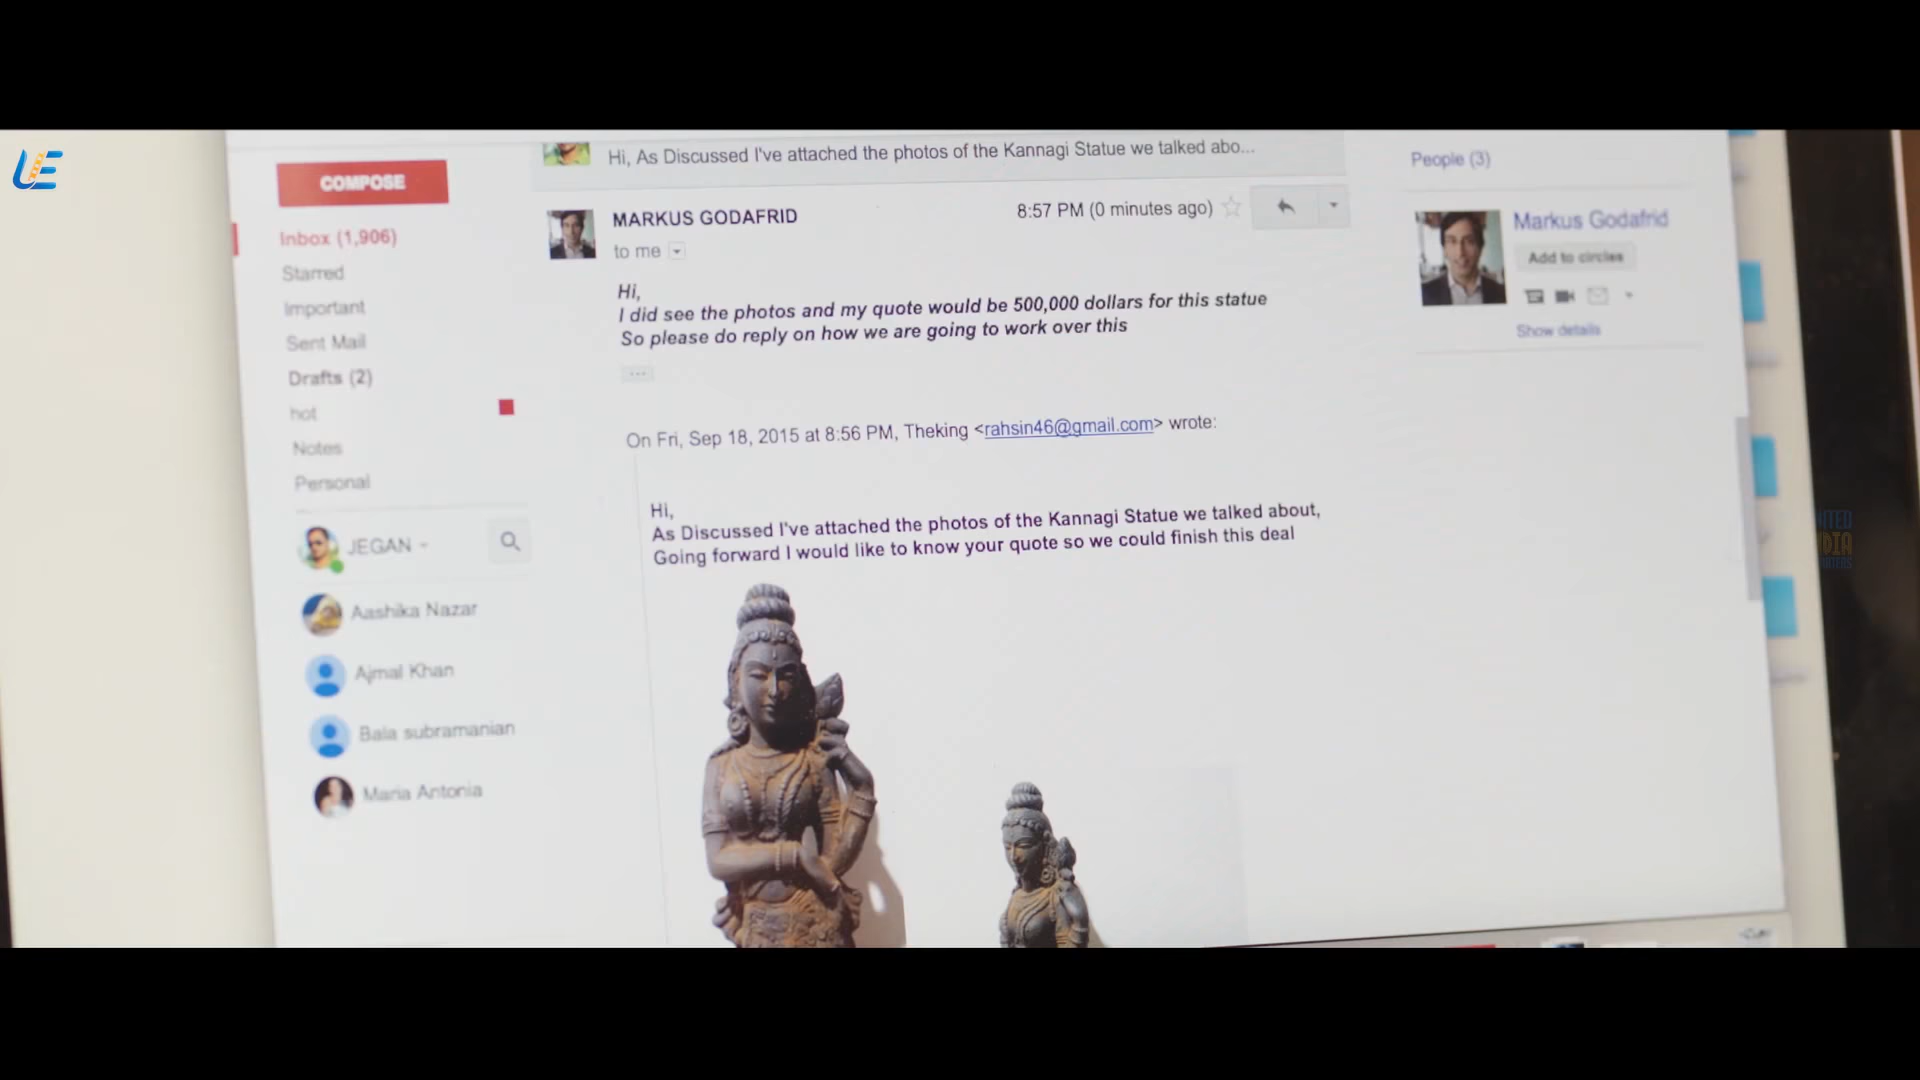 UE
Hi, As Discussed I've attached the photos of the Kannagi Statue we talked abo...
People (3)
COMPOSE
MARKUS GODAFRID
8:57 PM (0 minutes ago)
to me
Markus Godafrid
Add to circles
Show details
Inbox (1,906)
Starred
Important
Sent Mail
Drafts (2)
hot
Notes
Personal
Hi,
I did see the photos and my quote would be 500,000 dollars for this statue
So please do reply on how we are going to work over this
...
On Fri, Sep 18, 2015 at 8:56 PM, Theking <rahsin46@gmail.com> wrote:
Hi,
As Discussed I've attached the photos of the Kannagi Statue we talked about,
Going forward I would like to know your quote so we could finish this deal
JEGAN
Aashika Nazar
Ajmal Khan
Bala subramanian
Maria Antonia